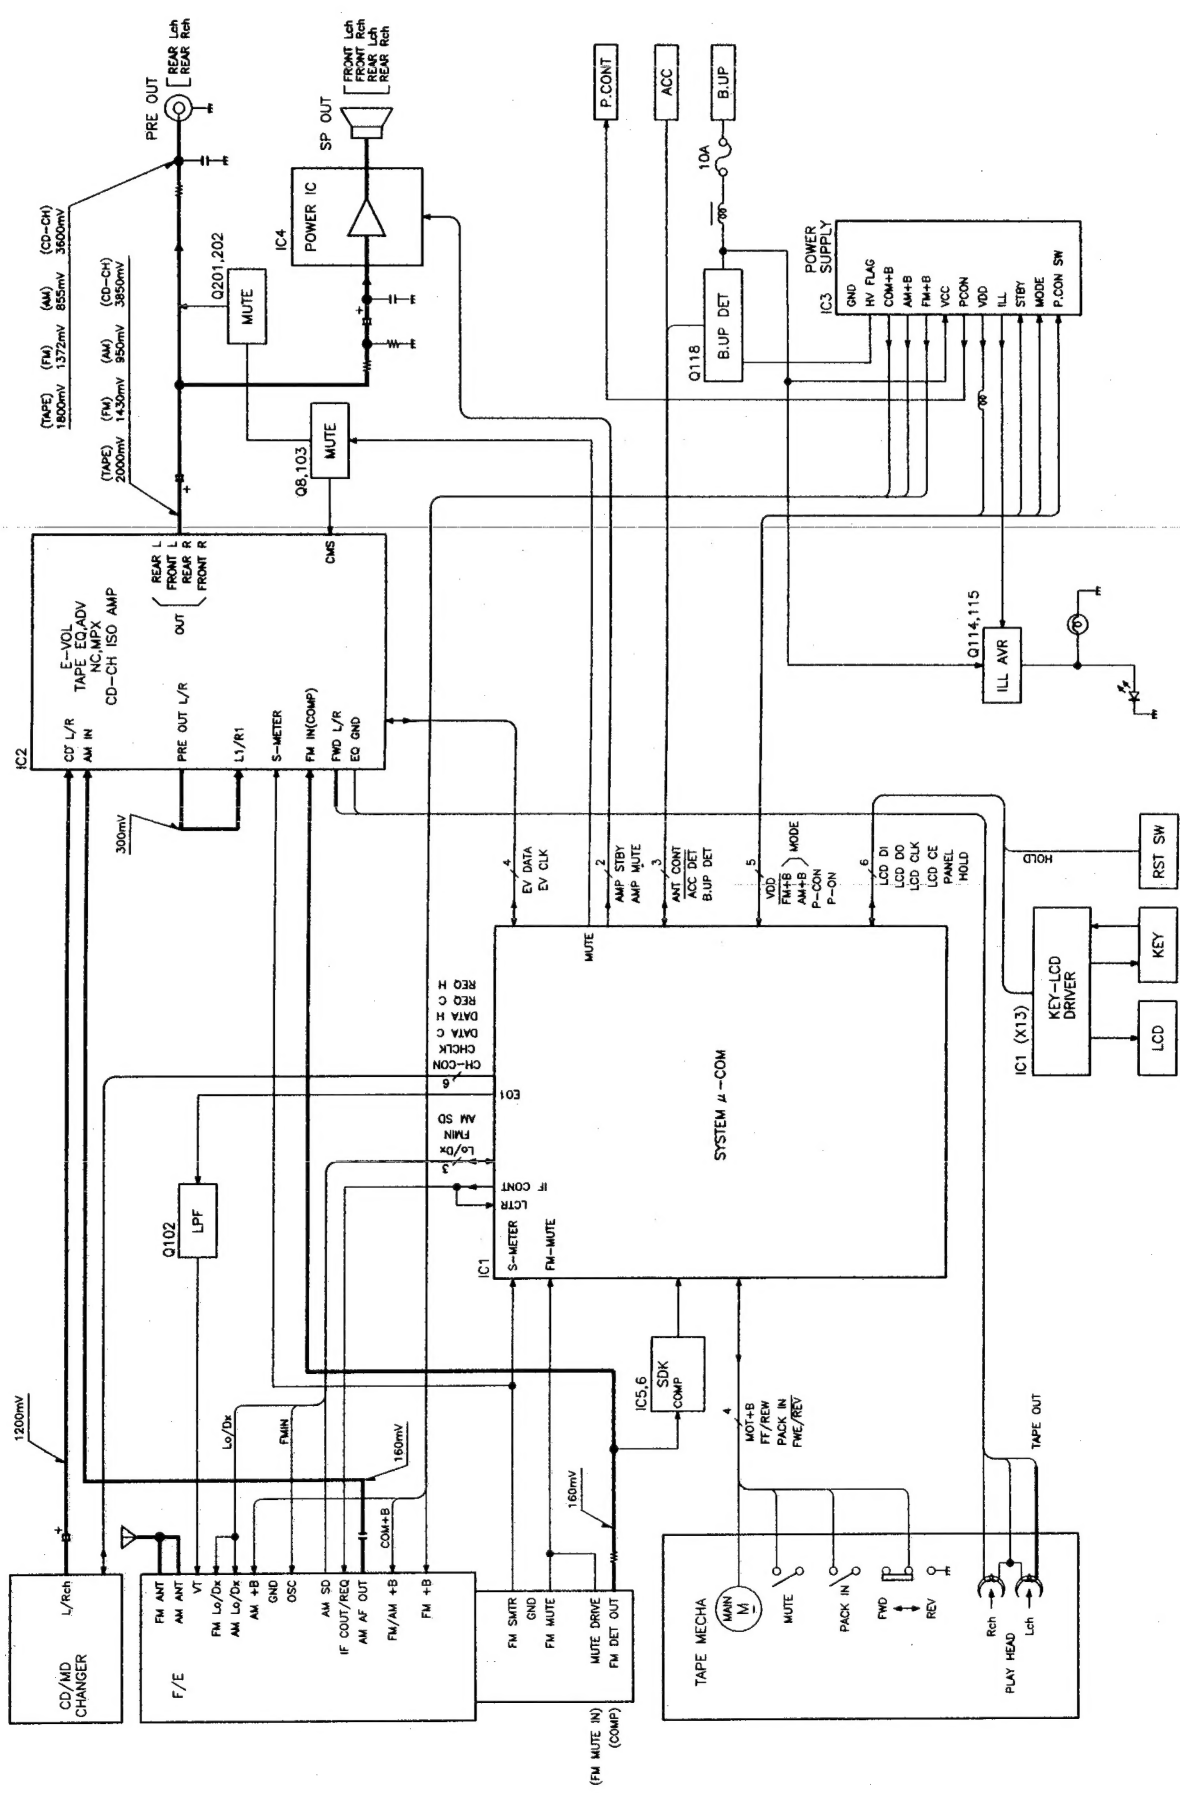 CD/MD
CHANGER
L/Rch
1200mV
F/E
FM ANT
AM ANT
VT
FM Lo/Dx
AM Lo/Dx
AM +B
GND
OSC
AM SD
IF COUT/REQ
AM AF OUT
FM/AM +B
FM +B
FM SMTR
GND
FM MUTE
MUTE DRIVE
FM DET OUT
(FM MUTE IN)
(COMP)
Lo/Dx
FMIN
160mV
COM+B
160mV
Q102
LPF
TAPE MECHA
MAIN
M
MUTE
PACK IN
FWD
REV
Rch
PLAY HEAD
Lch
TAPE OUT
4
MOT+B
FF/REW
PACK IN
FWE/REV
IC5,6
SDK
COMP
IC1
S-METER
FM-MUTE
LCTR
IF CONT
3
Lo/Dx
FMIN
AM SD
EO1
6
CH-CON
CHCLK
DATA C
DATA H
REQ C
REQ H
SYSTEM μ-COM
MUTE
4
EV DATA
EV CLK
2
AMP STBY
AMP MUTE
3
ANT CONT
ACC DET
B.UP DET
5
VDD
FM+B
AM+B
MODE
P-CON
P-ON
6
LCD DI
LCD DO
LCD CLK
LCD CE
PANEL
HOLD
IC1 (X13)
KEY-LCD
DRIVER
LCD
KEY
RST SW
HOLD
IC2
CD L/R
AM IN
PRE OUT L/R
L1/R1
S-METER
FM IN(COMP)
FWD L/R
EQ GND
300mV
E-VOL
TAPE EQ,ADV
NC,MPX
CD-CH ISO AMP
OUT
REAR L
FRONT L
REAR R
FRONT R
CMS
Q8,103
MUTE
Q201,202
MUTE
(TAPE) (FM) (AM) (CD-CH)
2000mV 1430mV 950mV 3850mV
(TAPE) (FM) (AM) (CD-CH)
1800mV 1372mV 855mV 3600mV
PRE OUT
REAR Lch
REAR Rch
IC4
POWER IC
SP OUT
FRONT Lch
FRONT Rch
REAR Lch
REAR Rch
P.CONT
ACC
B.UP
10A
Q118
B.UP DET
IC3
POWER
SUPPLY
GND
HV FLAG
COM+B
AM+B
FM+B
VCC
PCON
VDD
ILL
STBY
MODE
P.CON SW
Q114,115
ILL AVR